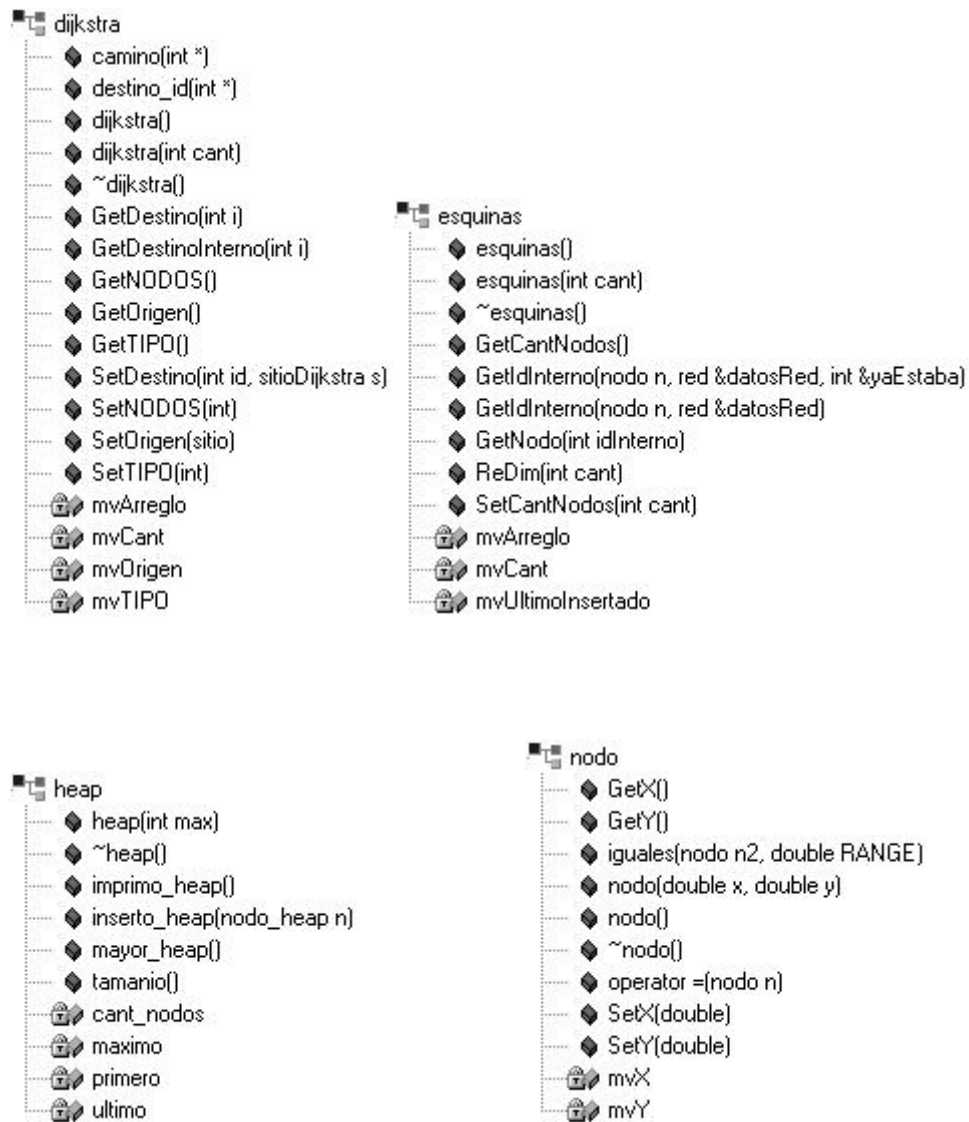 dijkstra
camino(int *)
destino_id(int *)
dijkstra()
dijkstra(int cant)
~dijkstra()
GetDestino(int i)
GetDestinoInterno(int i)
GetNODOS()
GetOrigen()
GetTIPO()
SetDestino(int id, sitioDijkstra s)
SetNODOS(int)
SetOrigen(sitio)
SetTIPO(int)
mvArreglo
mvCant
mvOrigen
mvTIPO
esquinas
esquinas()
esquinas(int cant)
~esquinas()
GetCantNodos()
GetIdInterno(nodo n, red &datosRed, int &yaEstaba)
GetIdInterno(nodo n, red &datosRed)
GetNodo(int idInterno)
ReDim(int cant)
SetCantNodos(int cant)
mvArreglo
mvCant
mvUltimoInsertado
heap
heap(int max)
~heap()
imprimo_heap()
inserto_heap(nodo_heap n)
mayor_heap()
tamanio()
cant_nodos
maximo
primero
ultimo
nodo
GetX()
GetY()
iguales(nodo n2, double RANGE)
nodo(double x, double y)
nodo()
~nodo()
operator =(nodo n)
SetX(double)
SetY(double)
mvX
mvY